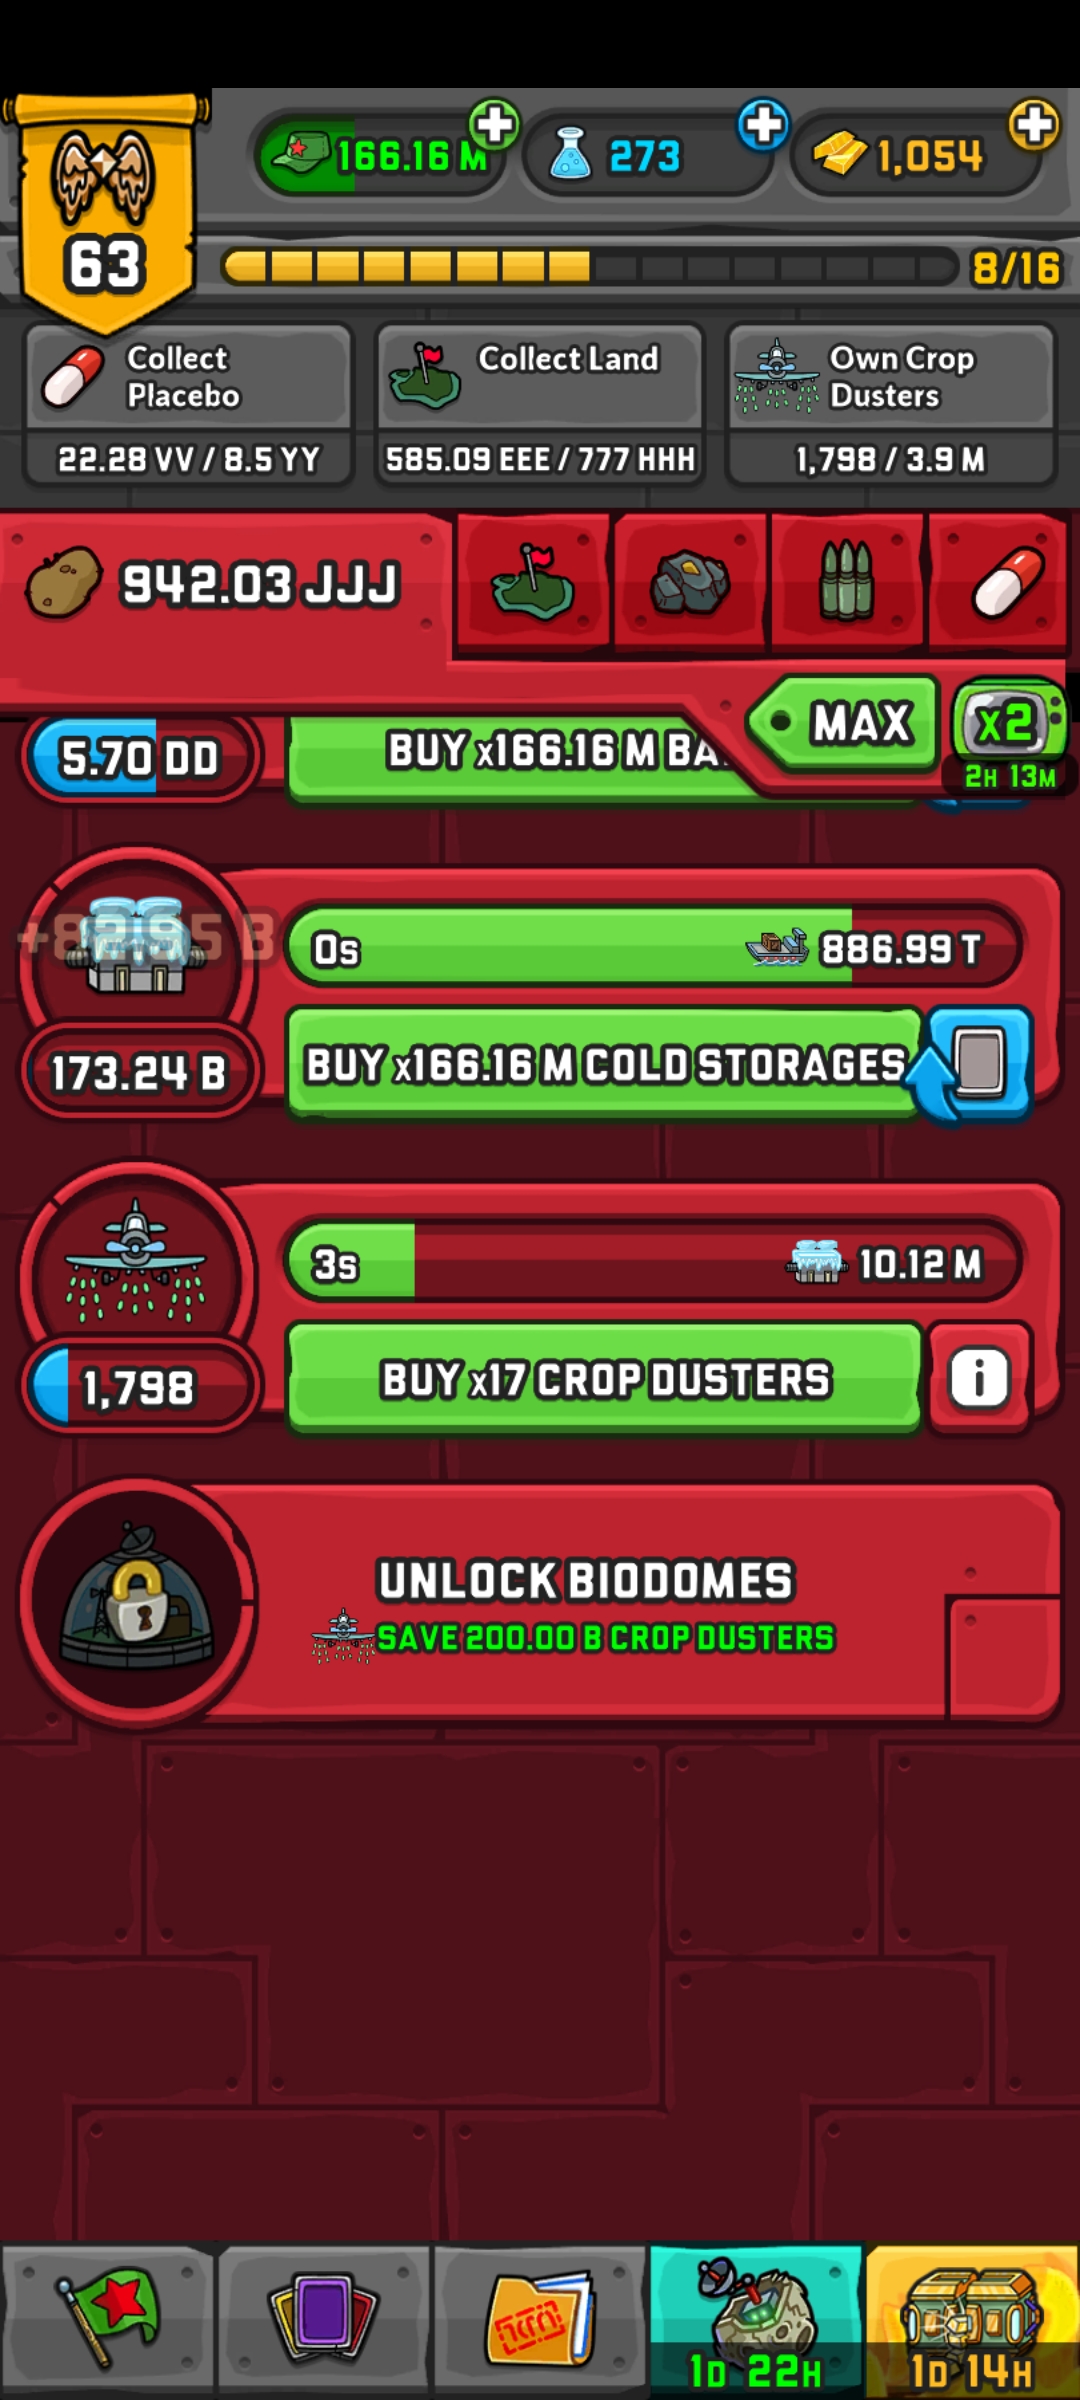 166.16 M
273
1,054
63
8/16
Collect
Placebo
22.28 VV / 8.5 YY
Collect Land
585.09 EEE / 777 HHH
Own Crop
Dusters
1,798 / 3.9 M
942.03 JJJ
MAX
X2
2H 13M
5.70 DD
BUY x166.16 M BA
0s
886.99 T
173.24 B
BUY x166.16 M COLD STORAGES
3s
10.12 M
1,798
BUY x17 CROP DUSTERS
i
UNLOCK BIODOMES
SAVE 200.00 B CROP DUSTERS
1D 22H
1D 14H